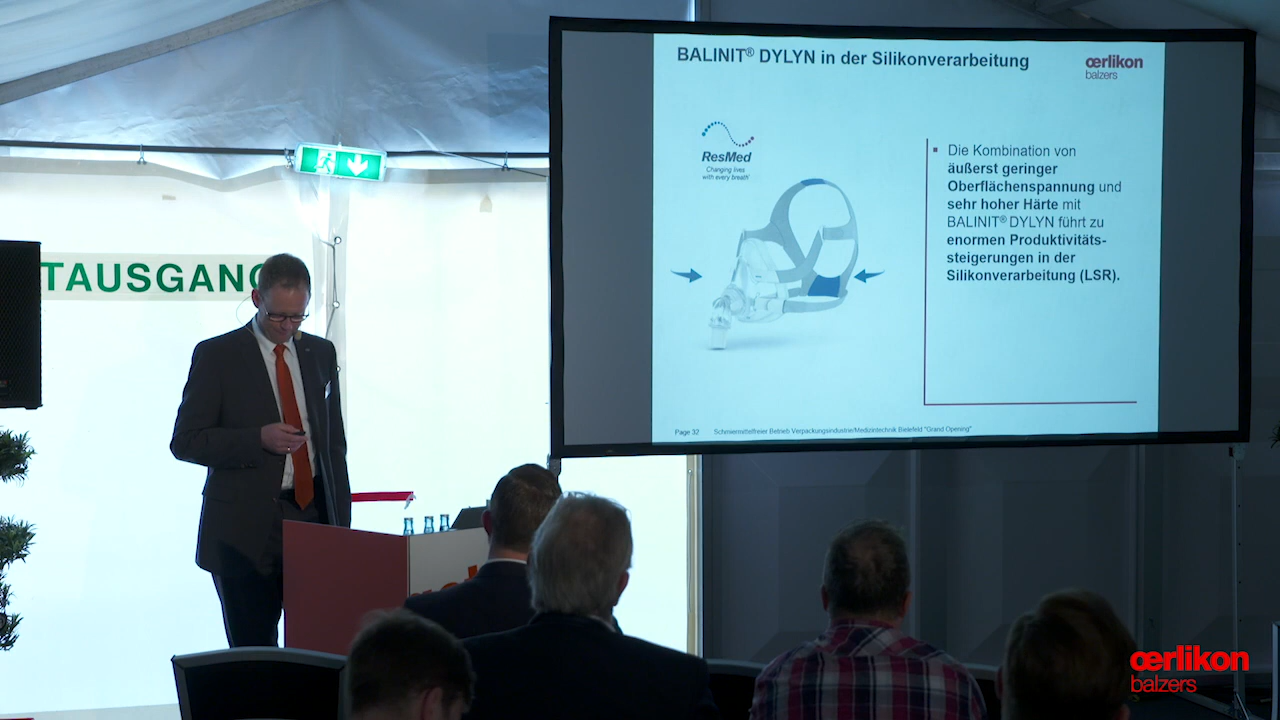 BALINIT® DYLYN in der Silikonverarbeitung
œrlikon
balzers
ResMed
Changing lives
with every breath
Die Kombination von
äußerst geringer
Oberflächenspannung und
sehr hoher Härte mit
BALINIT® DYLYN führt zu
enormen Produktivitäts-
steigerungen in der
Silikonverarbeitung (LSR).
Page 32
Schmiermittelfreier Betrieb Verpackungsindustrie/Medizintechnik Bielefeld "Grand Opening"
TAUSGANG
œrlikon
balzers